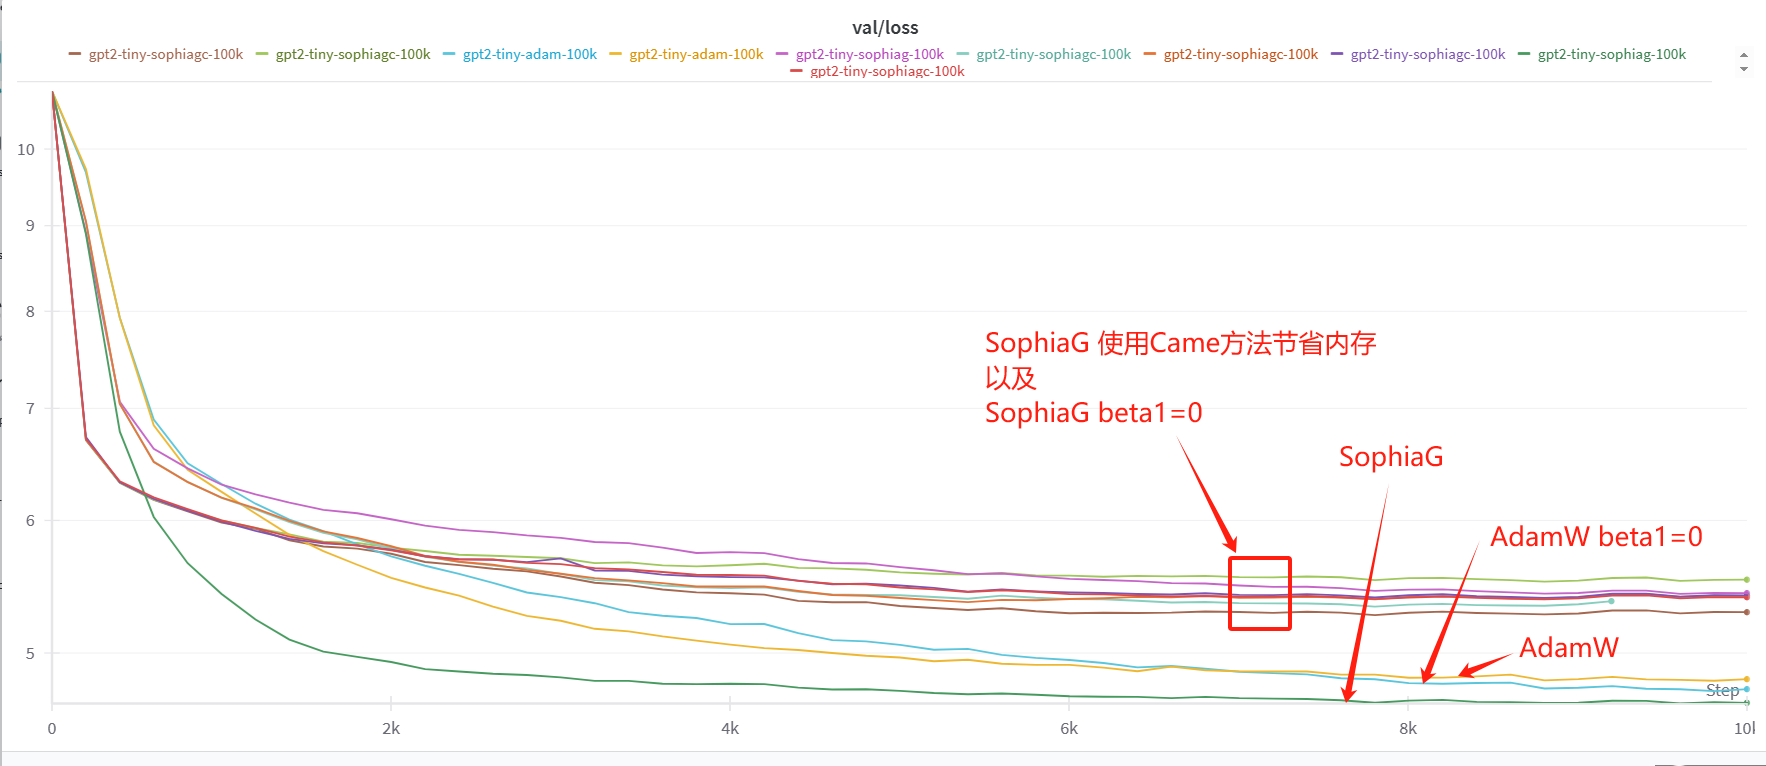 val/loss
gpt2-tiny-sophiagc-100k gpt2-tiny-sophiagc-100k gpt2-tiny-adam-100k gpt2-tiny-adam-100k gpt2-tiny-sophiag-100k gpt2-tiny-sophiagc-100k gpt2-tiny-sophiagc-100k gpt2-tiny-sophiagc-100k gpt2-tiny-sophiag-100k
gpt2-tiny-sophiagc-100k
10
9
8
SophiaG 使用Came方法节省内存
以及
7
SophiaG beta1=0
SophiaG
6
AdamW beta1=0
5
AdamW
Step
0 2k 4k 6k 8k